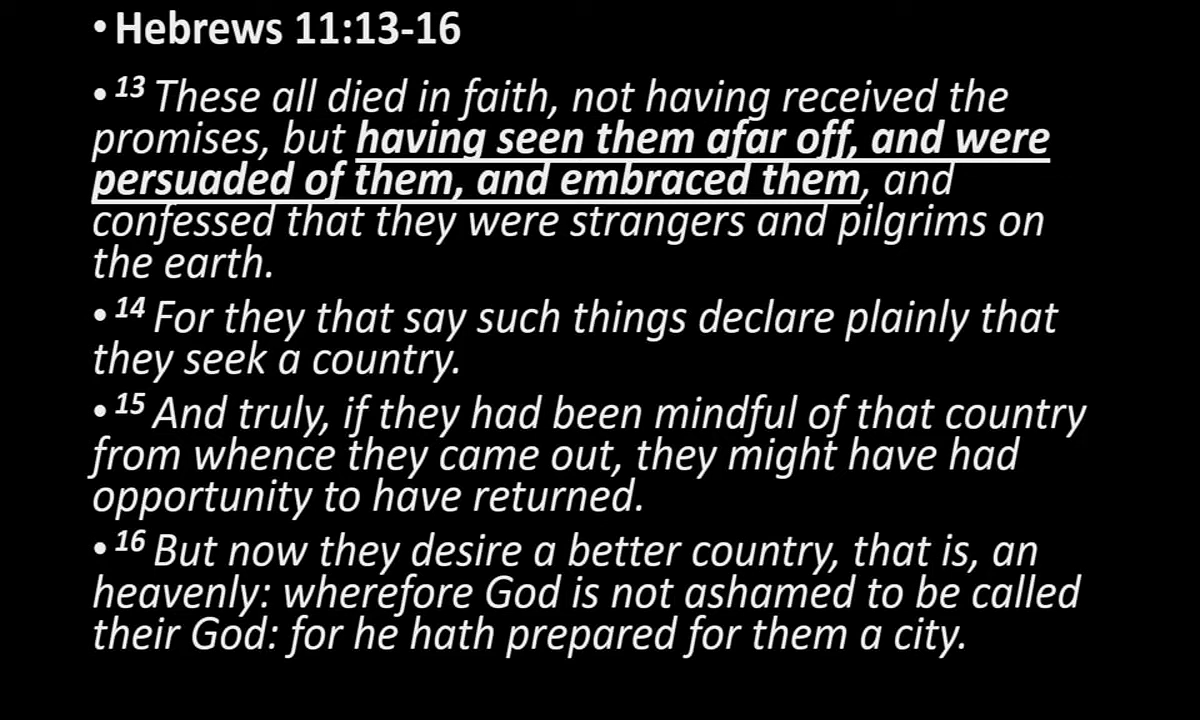 • Hebrews 11:13-16
• 13 These all died in faith, not having received the
promises, but having seen them afar off, and were
persuaded of them, and embraced them, and
confessed that they were strangers and pilgrims on
the earth.
• 14 For they that say such things declare plainly that
they seek a country.
• 15 And truly, if they had been mindful of that country
from whence they came out, they might have had
opportunity to have returned.
• 16 But now they desire a better country, that is, an
heavenly: wherefore God is not ashamed to be called
their God: for he hath prepared for them a city.